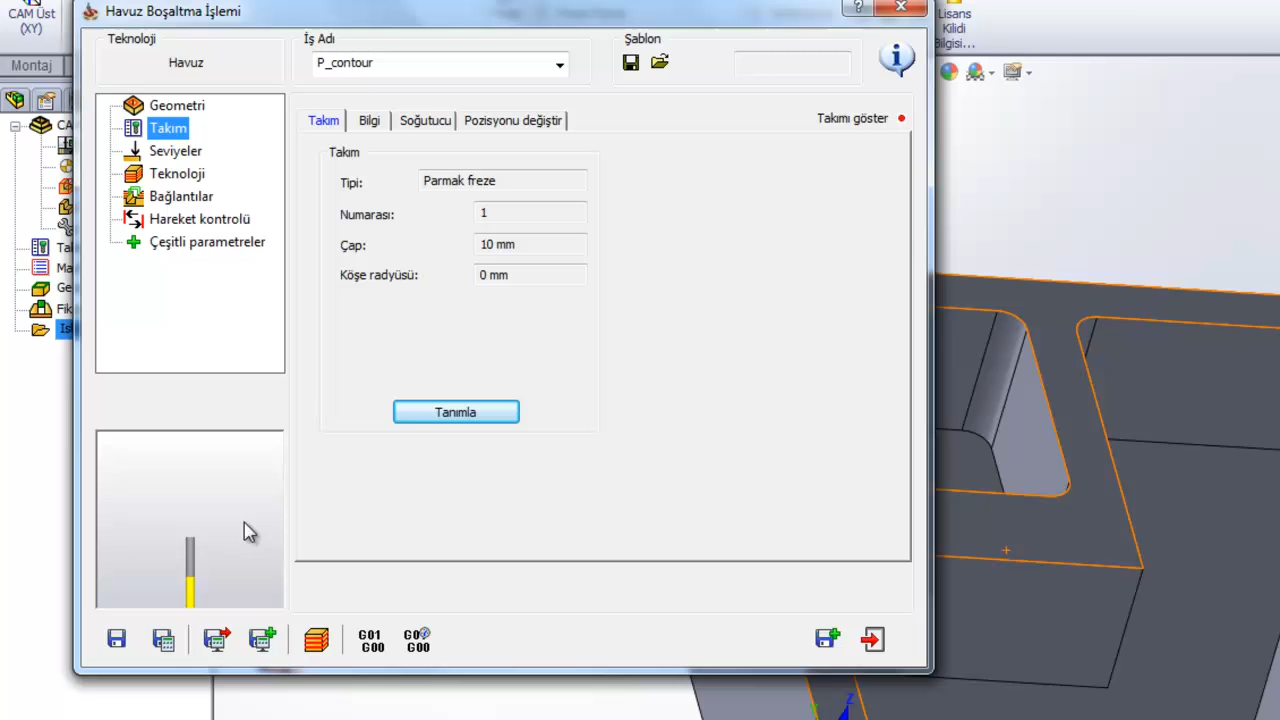 CAM Üst
(XY)
Montaj
Havuz Boşaltma İşlemi
?
Lisans
Kilidi
Bilgisi...
Teknoloji
Havuz
İş Adı
P_contour
Şablon
Geometri
Takım
Seviyeler
Teknoloji
Bağlantılar
Hareket kontrolü
Çeşitli parametreler
Takım
Bilgi
Soğutucu
Pozisyonu değiştir
Takımı göster
Takım
Tipi:
Parmak freze
Numarası:
1
Çap:
10 mm
Köşe radyüsü:
0 mm
Tanımla
G01
G00
G0
G00
Z